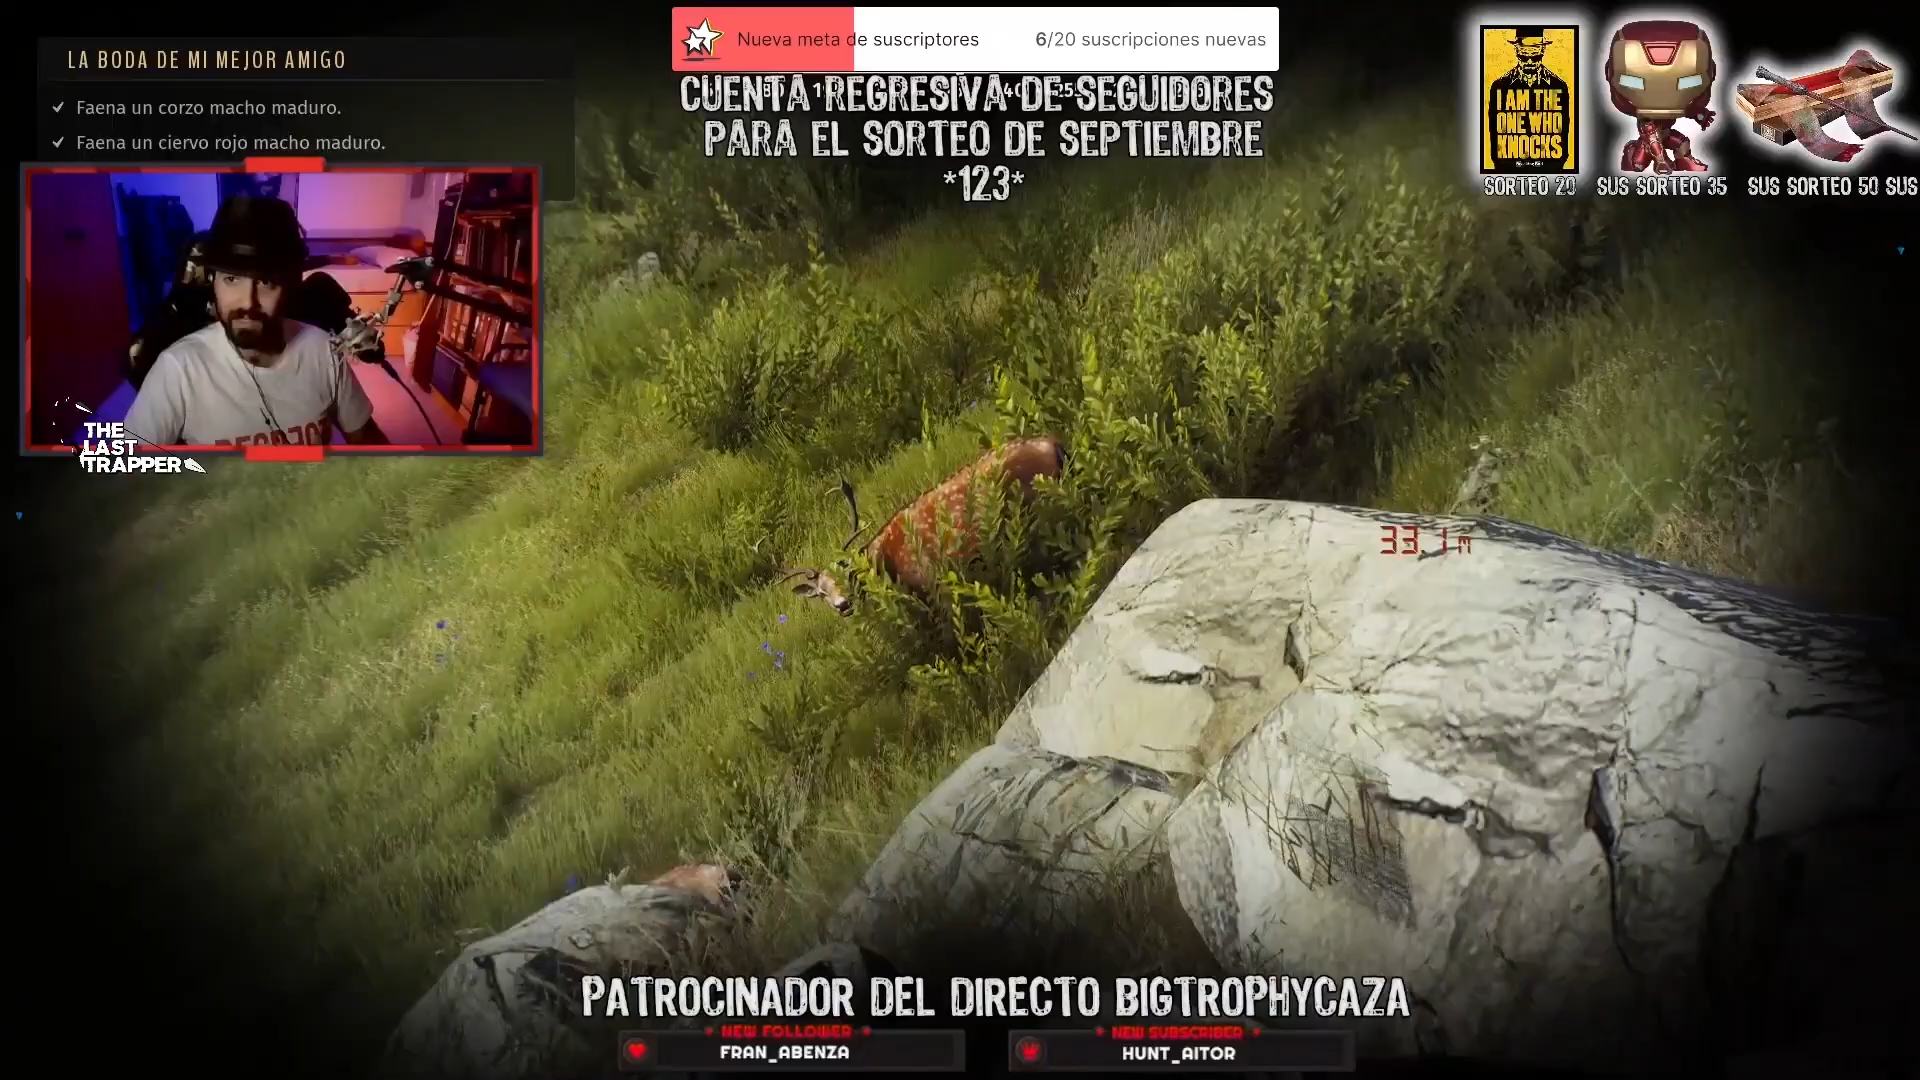 LA BODA DE MI MEJOR AMIGO
Faena un corzo macho maduro.
Faena un ciervo rojo macho maduro.
Nueva meta de suscriptores
6/20 suscripciones nuevas
CUENTA REGRESIVA DE SEGUIDORES
PARA EL SORTEO DE SEPTIEMBRE
*123*
I AM THE
ONE WHO
KNOCKS
SORTEO 20
SUS SORTEO 35
SUS SORTEO 50 SUS
THE
LAST
TRAPPER
33.1m
PATROCINADOR DEL DIRECTO BIGTROPHYCAZA
NEW FOLLOWER
FRAN_ABENZA
NEW SUBSCRIBER
HUNT_AITOR